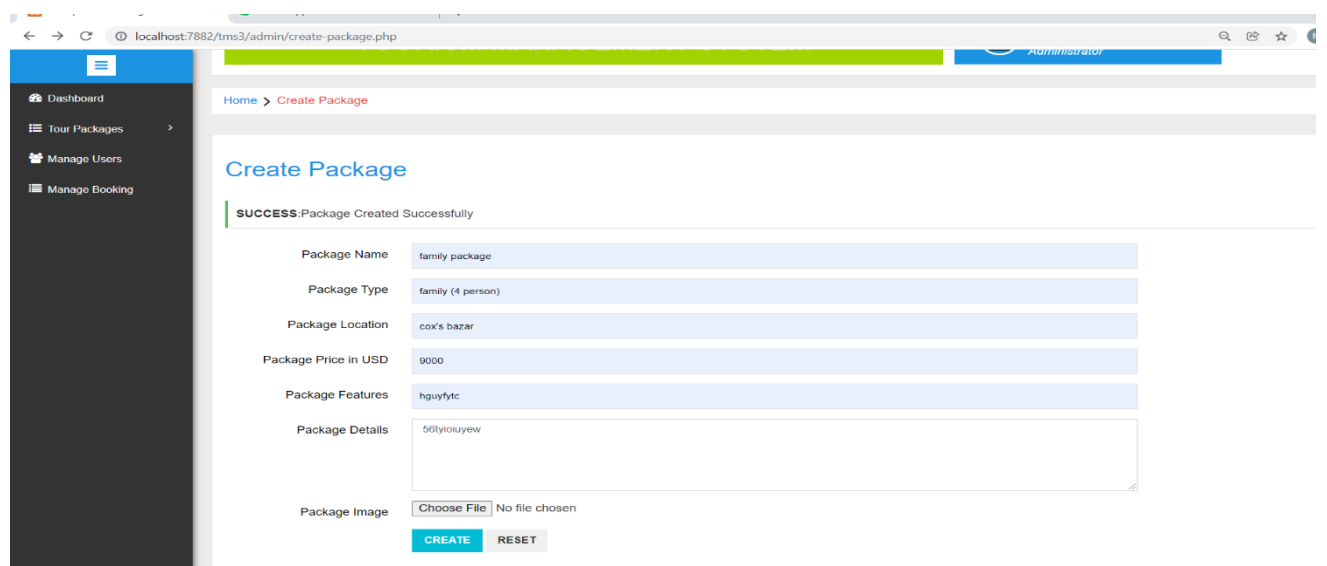 localhost:7882/tms3/admin/create-package.php
Administrator
Dashboard
Home > Create Package
Tour Packages >
Manage Users
Create Package
Manage Booking
SUCCESS:Package Created Successfully
Package Name family package
Package Type family (4 person)
Package Location cox's bazar
Package Price in USD 9000
Package Features hguyfytc
Package Details 56tyioiuyew
Package Image Choose File No file chosen
CREATE RESET